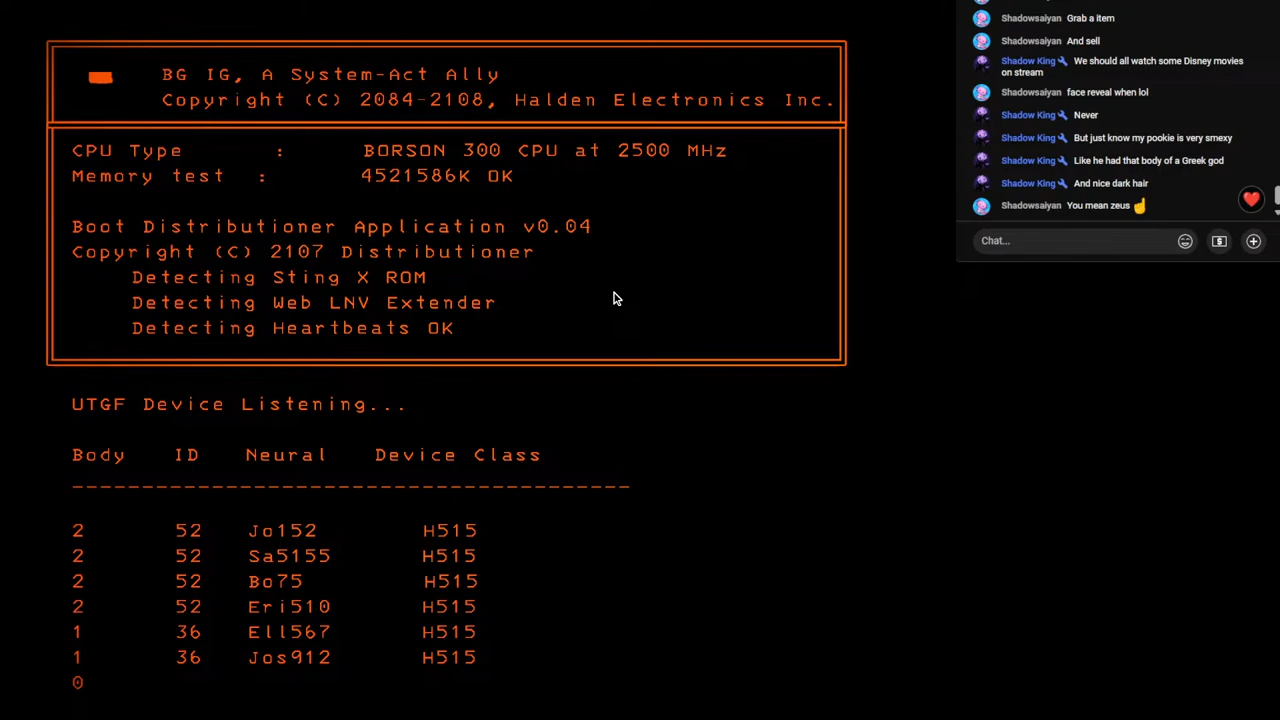 BG IG, A System-Act Ally
Copyright (C) 2084-2108, Halden Electronics Inc.
CPU Type : BORSON 300 CPU at 2500 MHz
Memory test : 4521586K OK
Boot Distributioner Application v0.04
Copyright (C) 2107 Distributioner
Detecting Sting X ROM
Detecting Web LNV Extender
Detecting Heartbeats OK
UTGF Device Listening...
Body ID Neural Device Class
----------------------------------------
2 52 Jo152 H515
2 52 Sa5155 H515
2 52 Bo75 H515
2 52 Eri510 H515
1 36 Ell567 H515
1 36 Jos912 H515
0
Shadowsaiyan Grab a item
Shadowsaiyan And sell
Shadow King We should all watch some Disney movies
on stream
Shadowsaiyan face reveal when lol
Shadow King Never
Shadow King But just know my pookie is very smexy
Shadow King Like he had that body of a Greek god
Shadow King And nice dark hair
Shadowsaiyan You mean zeus ☝
Chat...